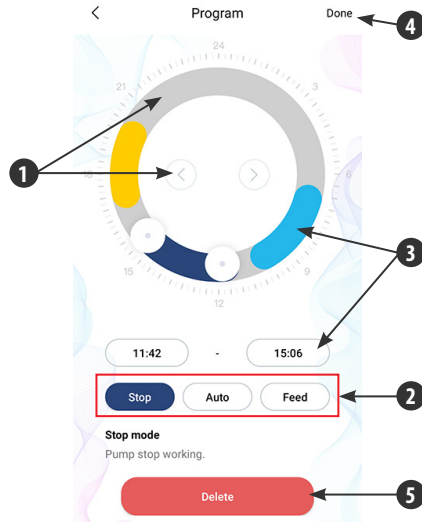 Program
Done
4
24
21
3
1
18
6
3
15
9
12
11:42 - 15:06
Stop Auto Feed
2
Stop mode
Pump stop working.
Delete
5